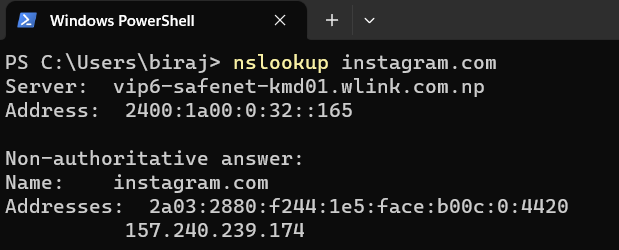 Windows PowerShell
PS C:\Users\biraj> nslookup instagram.com
Server:  vip6-safenet-kmd01.wlink.com.np
Address:  2400:1a00:0:32::165
Non-authoritative answer:
Name:    instagram.com
Addresses:  2a03:2880:f244:1e5:face:b00c:0:4420
157.240.239.174